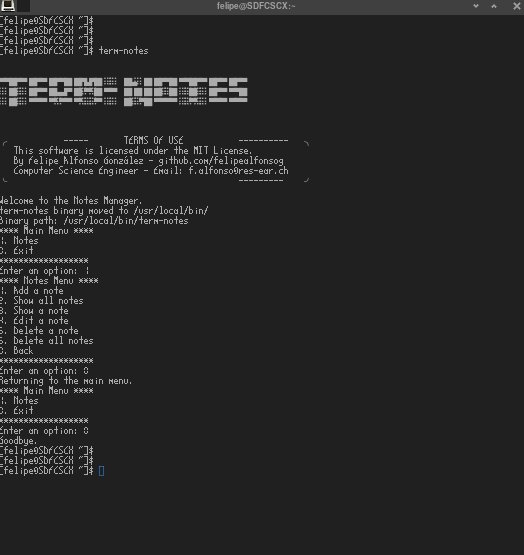 felipe@SDFCSCX:~
[felipe@SDFCSCX ~]$
[felipe@SDFCSCX ~]$
[felipe@SDFCSCX ~]$
[felipe@SDFCSCX ~]$ term-notes
TERM-NOTES
----- TERMS OF USE ----------
This software is licensed under the MIT License.
By Felipe Alfonso González - github.com/felipealfonsog
Computer Science Engineer - Email: f.alfonso@res-ear.ch
----------
Welcome to the Notes Manager.
term-notes binary moved to /usr/local/bin/
Binary path: /usr/local/bin/term-notes
**** Main Menu ****
1. Notes
0. Exit
******************
Enter an option: 1
**** Notes Menu ****
1. Add a note
2. Show all notes
3. Show a note
4. Edit a note
5. Delete a note
6. Delete all notes
0. Back
*******************
Enter an option: 0
Returning to the main menu.
**** Main Menu ****
1. Notes
0. Exit
******************
Enter an option: 0
Goodbye.
[felipe@SDFCSCX ~]$
[felipe@SDFCSCX ~]$
[felipe@SDFCSCX ~]$